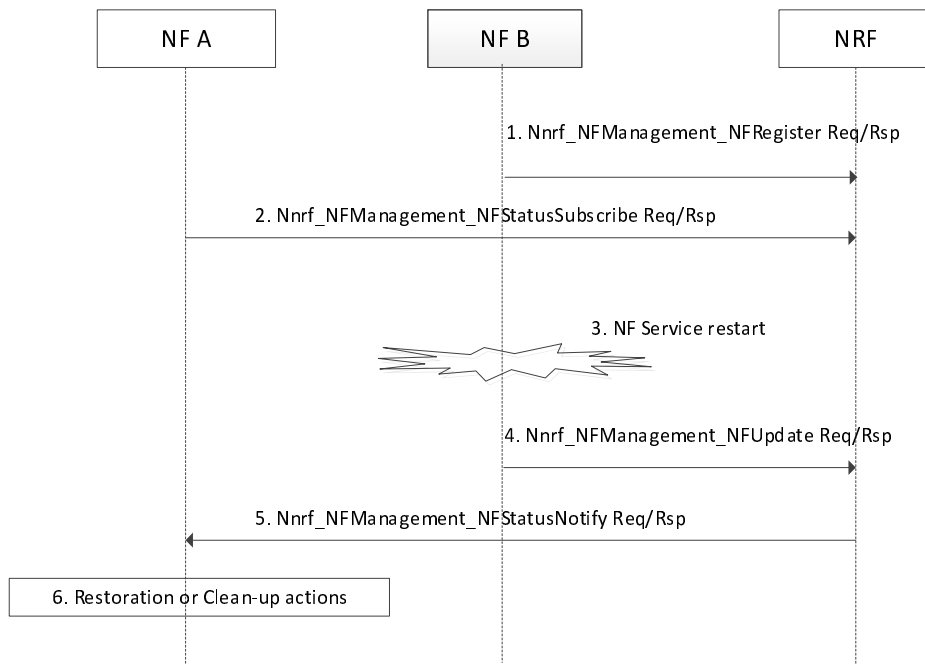 NF A
NF B
NRF
1. Nnrf_NFManagement_NFRegister Req/Rsp
2. Nnrf_NFManagement_NFStatusSubscribe Req/Rsp
3. NF Service restart
4. Nnrf_NFManagement_NFUpdate Req/Rsp
5. Nnrf_NFManagement_NFStatusNotify Req/Rsp
6. Restoration or Clean-up actions